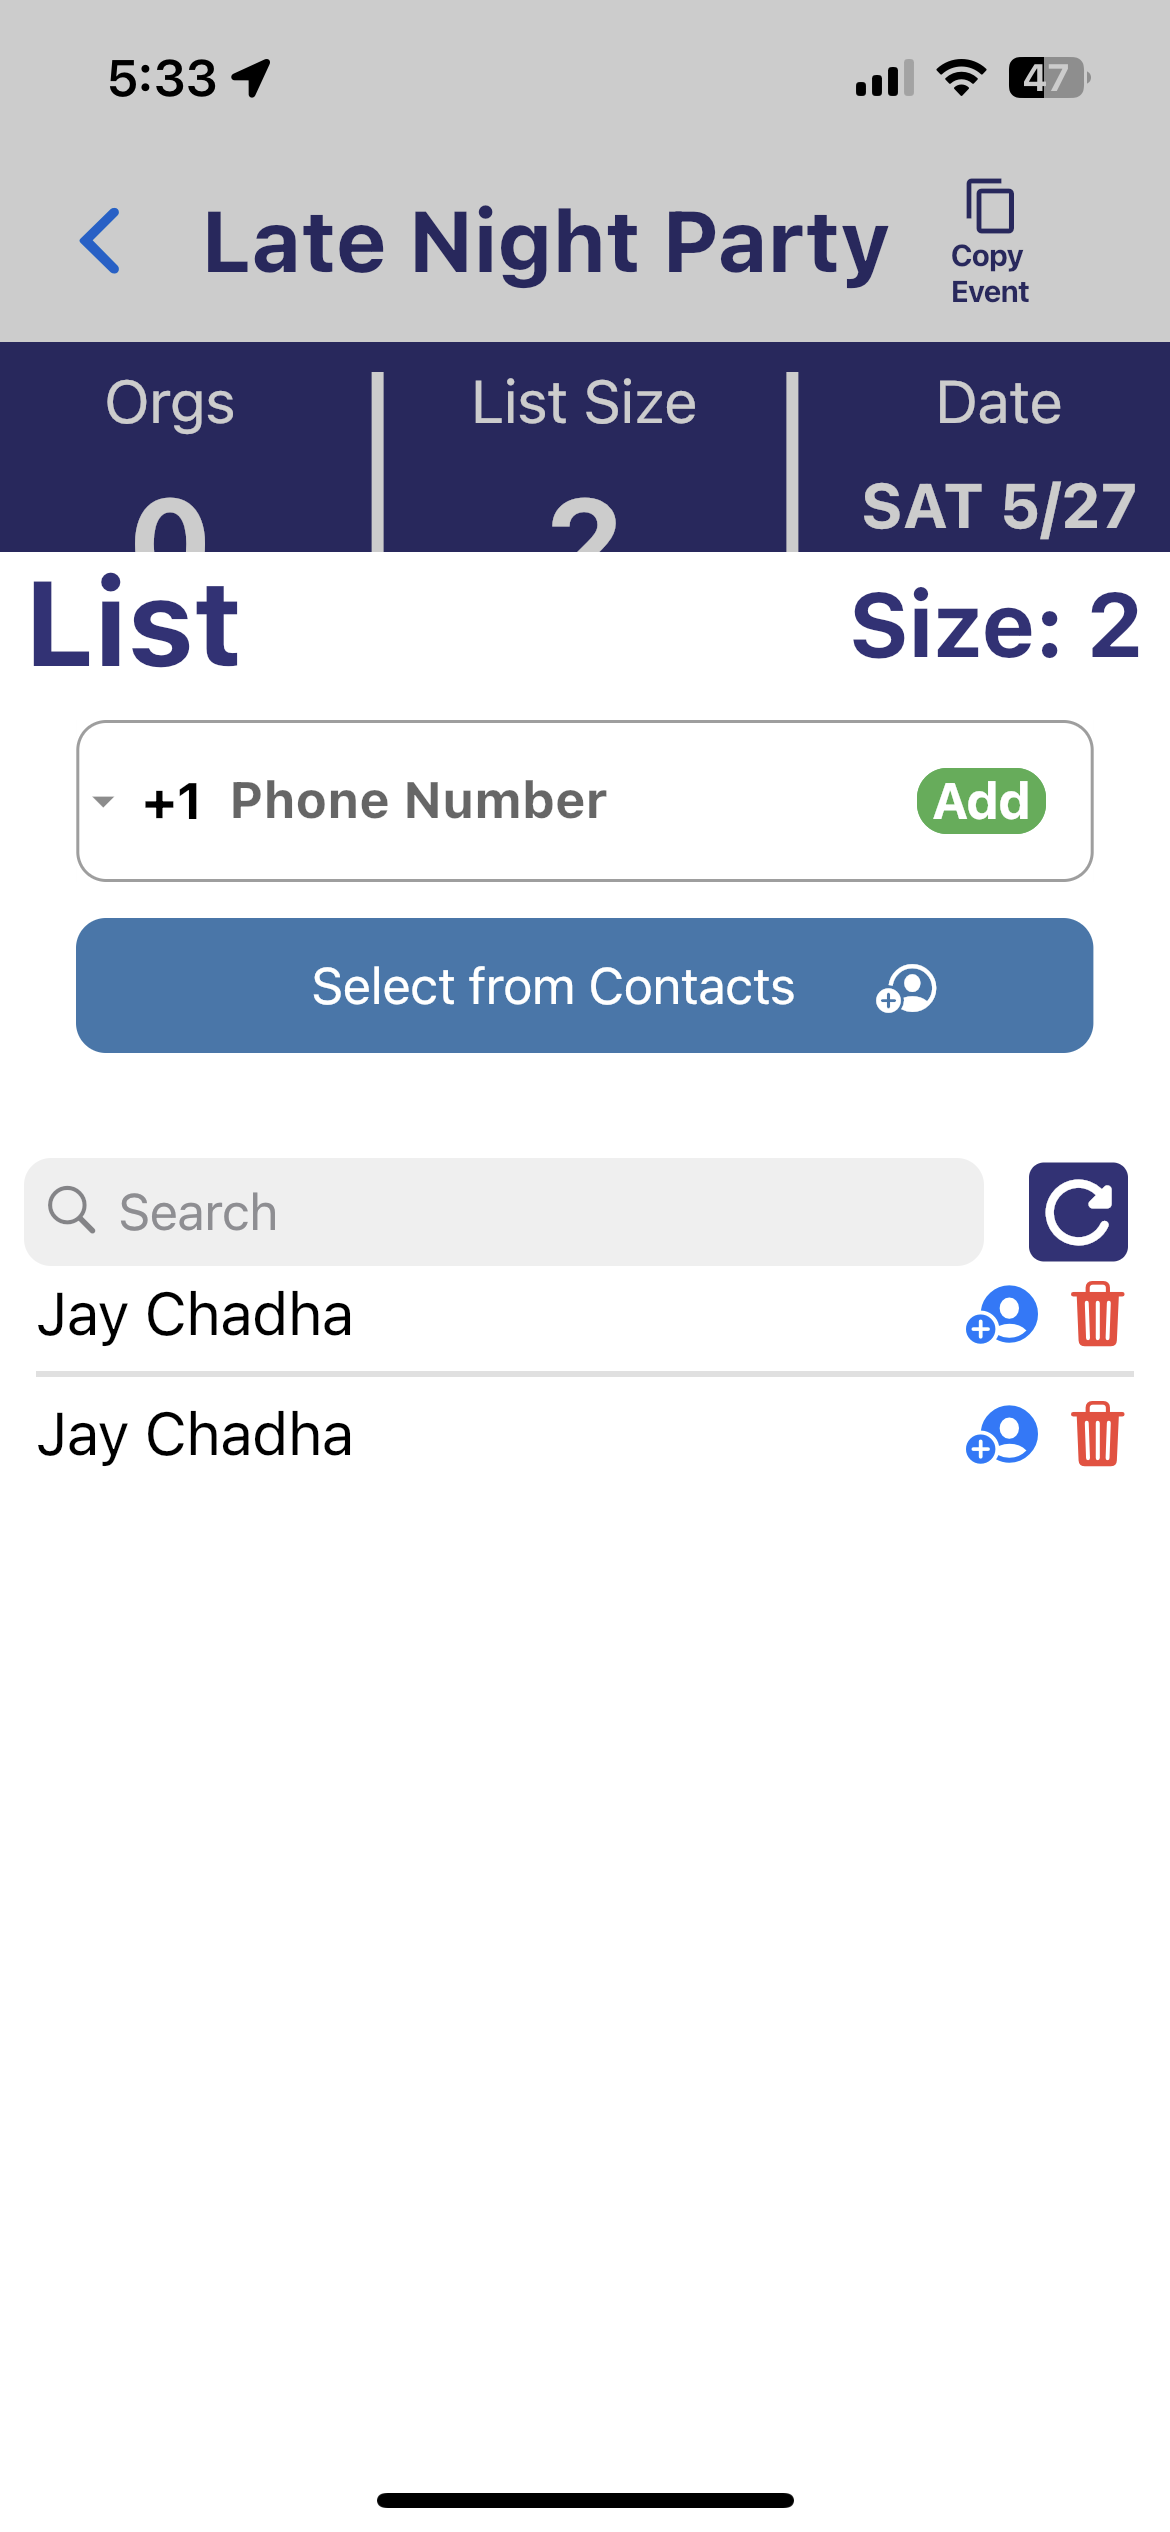 5:33
47
Late Night Party
Copy
Event
Orgs
List Size
Date
0
2
SAT 5/27
List
Size: 2
+1 Phone Number
Add
Select from Contacts
Search
Jay Chadha
Jay Chadha